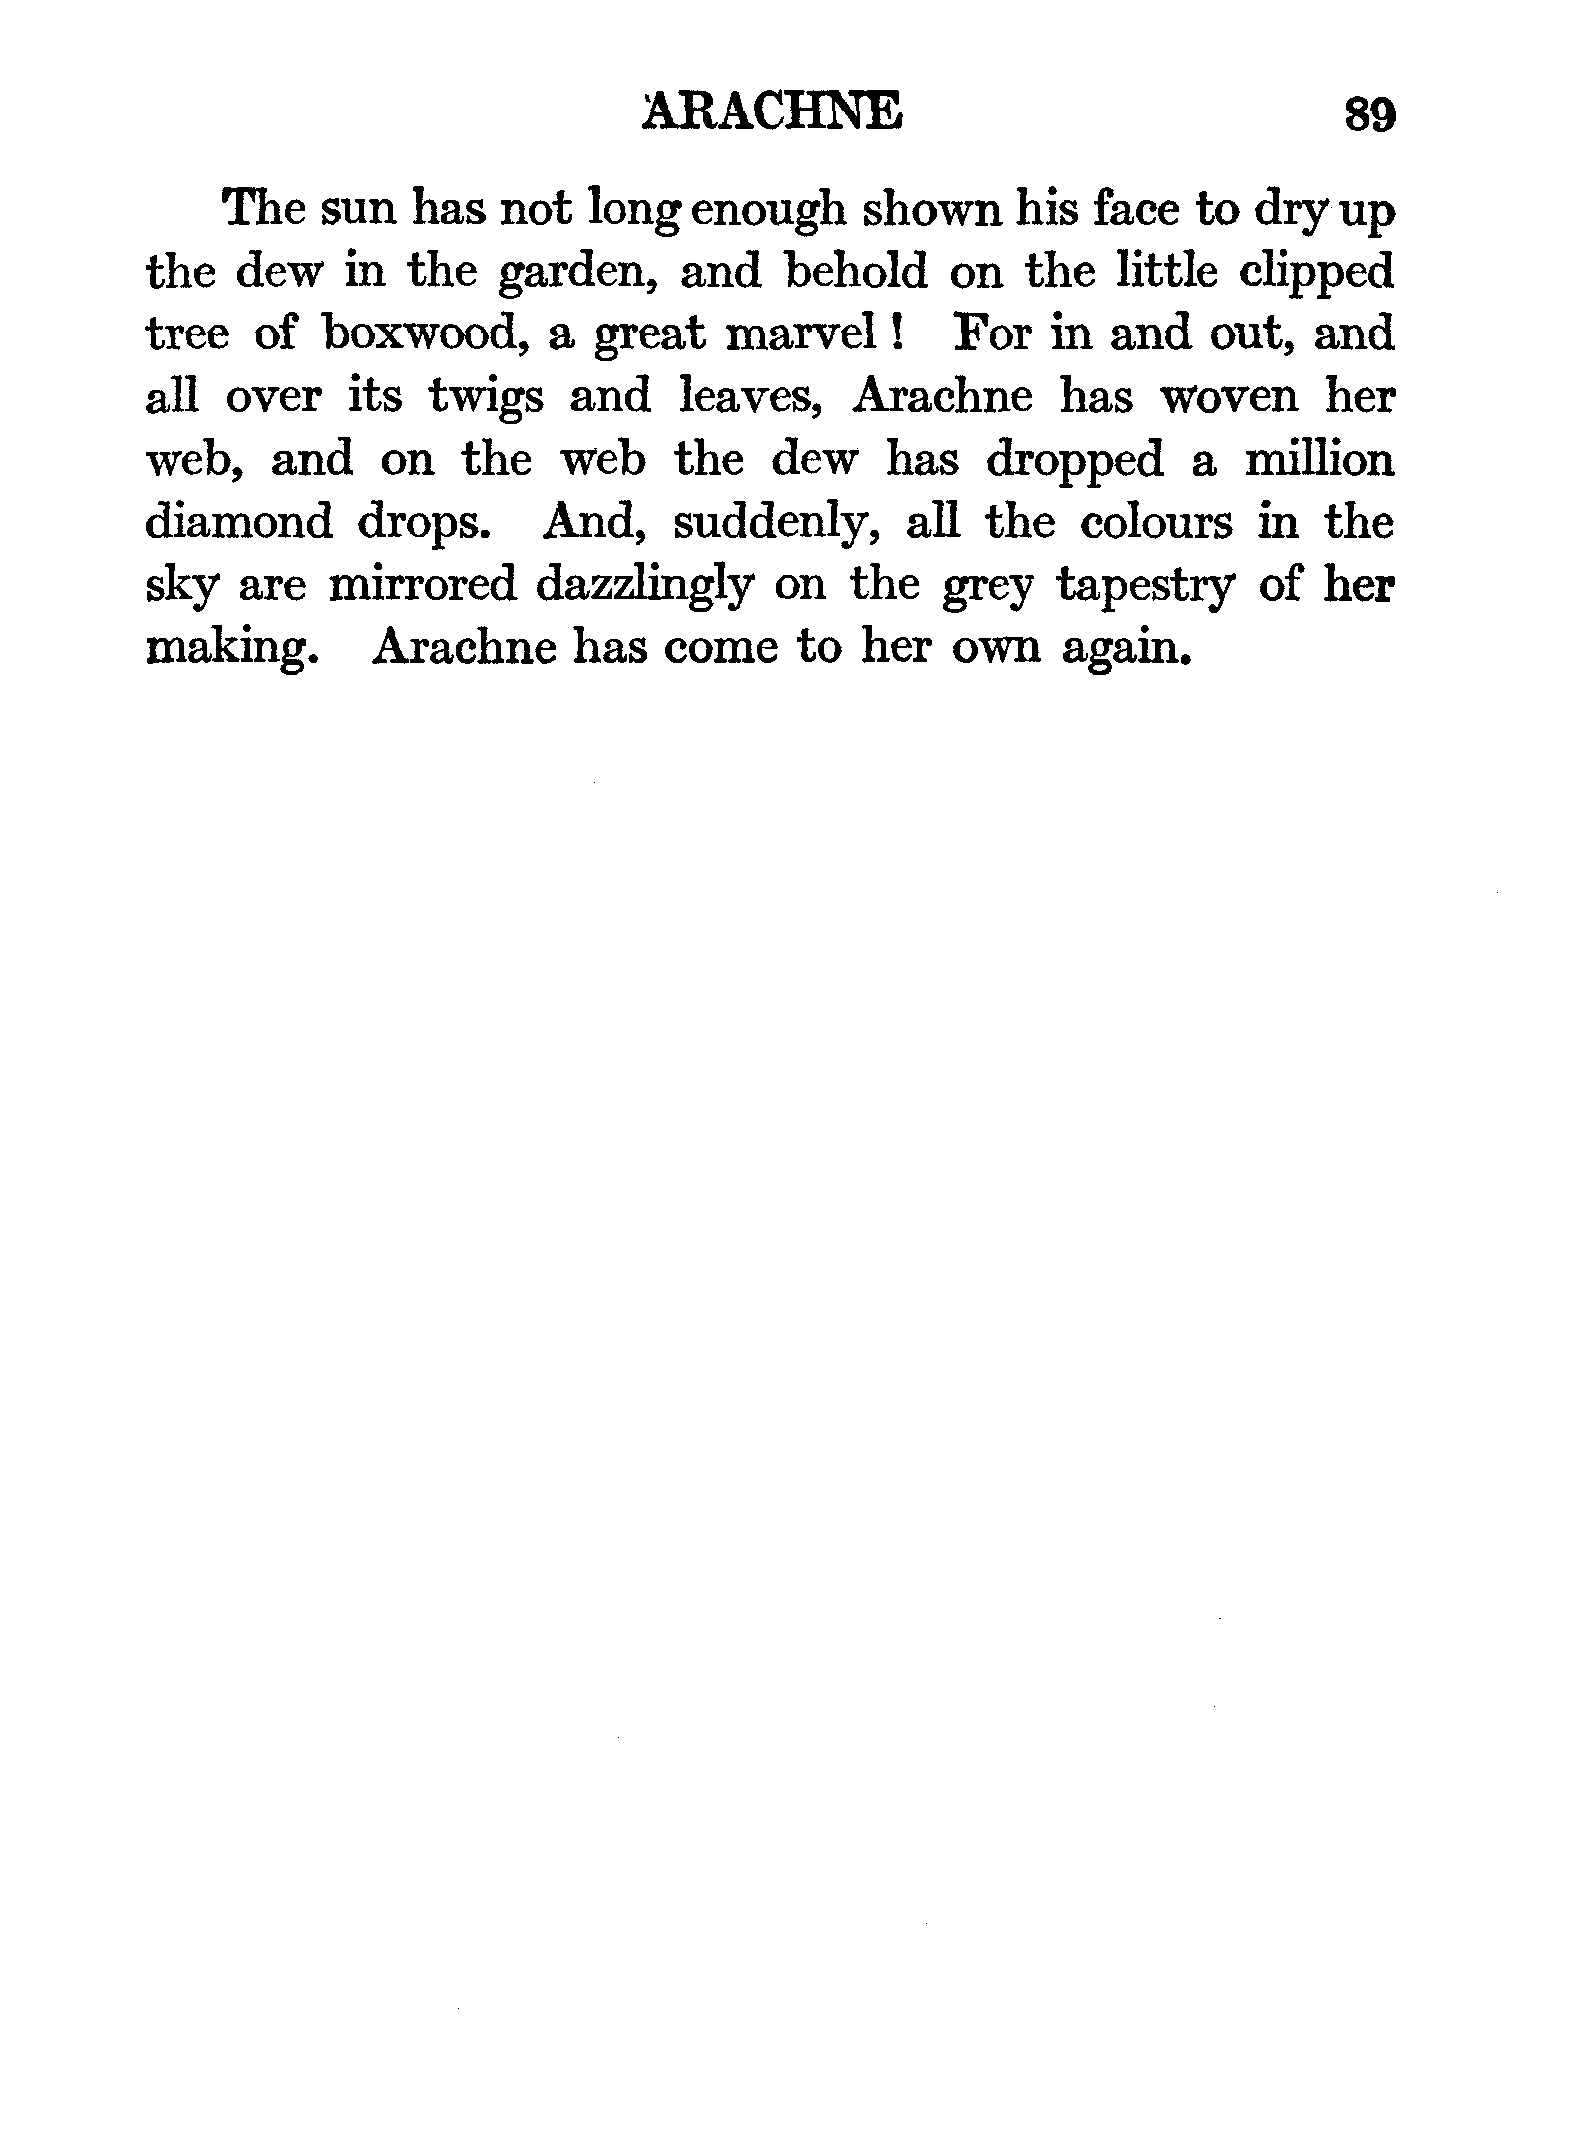 ARACHNE 89
The sun has not long enough shown his face to dry up
the dew in the garden, and behold on the little clipped
tree of boxwood, a great marvel! For in and out, and
all over its twigs and leaves, Arachne has woven her
web, and on the web the dew has dropped a million
diamond drops. And, suddenly, all the colours in the
sky are mirrored dazzlingly on the grey tapestry of her
making. Arachne has come to her own again.